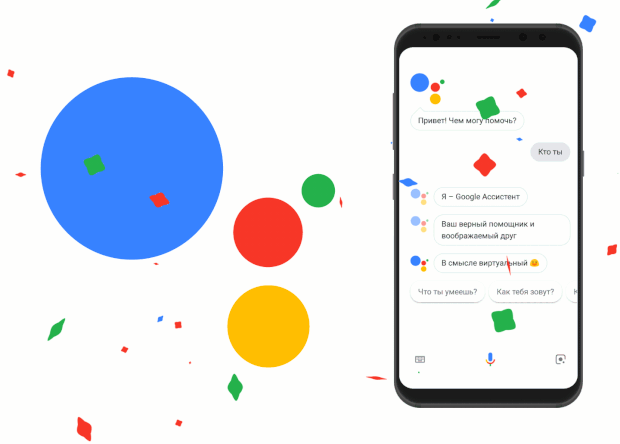 Привет! Чем могу помочь?
Кто ты
Я – Google Ассистент
Ваш верный помощник и
воображаемый друг
В смысле виртуальный 🤗
Что ты умеешь?
Как тебя зовут?